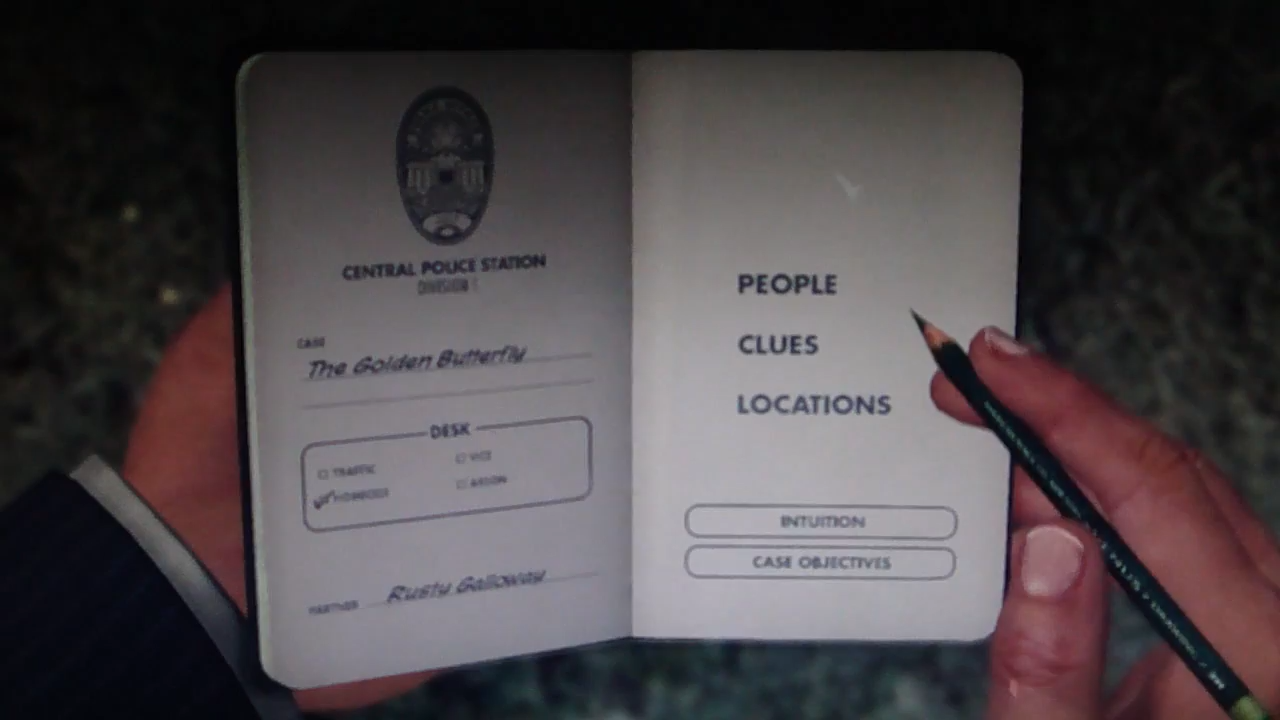 CENTRAL POLICE STATION
DIVISION 1
CASE
The Golden Butterfly
DESK
TRAFFIC
VICE
HOMICIDE
ARSON
PARTNER
Rusty Galloway
PEOPLE
CLUES
LOCATIONS
INTUITION
CASE OBJECTIVES